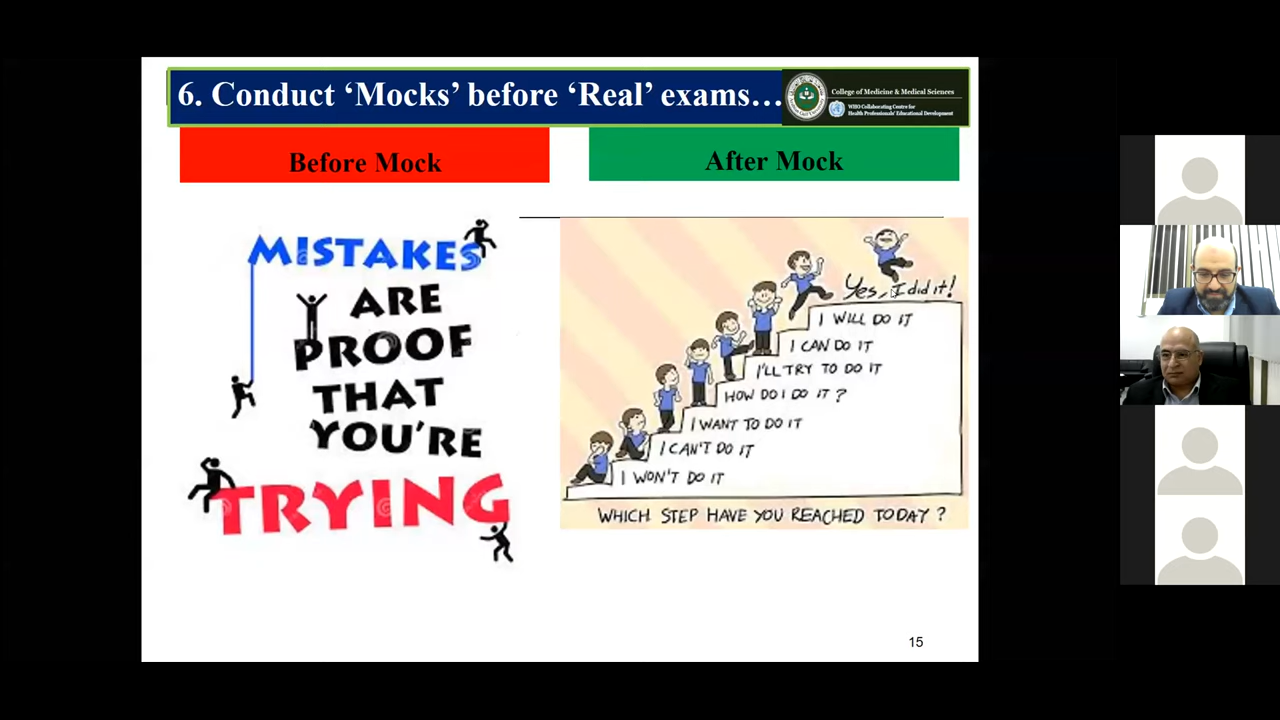 6. Conduct ‘Mocks’ before ‘Real’ exams…
College of Medicine & Medical Sciences
WHO Collaborating Centre for
Health Professionals' Educational Development
Before Mock
After Mock
MISTAKES
ARE
PROOF
THAT
YOU'RE
TRYING
Yes, I did it!
I WILL DO IT
I CAN DO IT
I'LL TRY TO DO IT
HOW DO I DO IT?
I WANT TO DO IT
I CAN'T DO IT
I WON'T DO IT
WHICH STEP HAVE YOU REACHED TODAY?
15